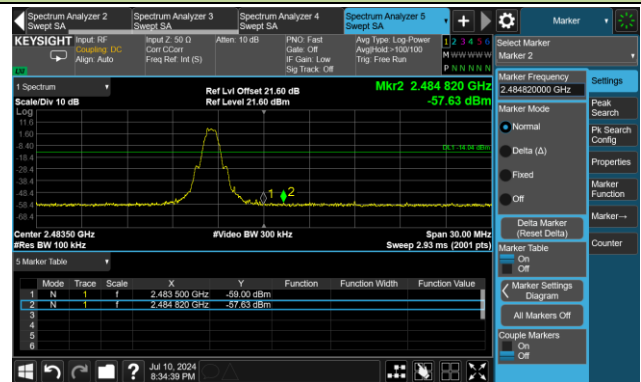 Spectrum Analyzer 2
Swept SA
Spectrum Analyzer 3
Swept SA
Spectrum Analyzer 4
Swept SA
Spectrum Analyzer 5
Swept SA
Marker
KEYSIGHT
Input: RF
Coupling: DC
Align: Auto
Input Z: 50 Ω
Corr CCorr
Freq Ref: Int (S)
Atten: 10 dB
PNO: Fast
Gate: Off
IF Gain: Low
Sig Track: Off
Avg Type: Log-Power
Avg|Hold:>100/100
Trig: Free Run
1 2 3 4 5 6
M W W W W W
P N N N N N
Select Marker
Marker 2
1 Spectrum
Scale/Div 10 dB
Ref Lvl Offset 21.60 dB
Ref Level 21.60 dBm
Mkr2 2.484 820 GHz
-57.63 dBm
Log
11.6
1.60
-8.40
-18.4
-28.4
-38.4
-48.4
-58.4
-68.4
DL1 -14.04 dBm
1
2
Center 2.48350 GHz
#Res BW 100 kHz
#Video BW 300 kHz
Span 30.00 MHz
Sweep 2.93 ms (2001 pts)
5 Marker Table
Mode Trace Scale X Y Function Function Width Function Value
1 N 1 f 2.483 500 GHz -59.00 dBm
2 N 1 f 2.484 820 GHz -57.63 dBm
3
4
5
6
Marker Frequency
2.484820000 GHz
Marker Mode
Normal
Delta (Δ)
Fixed
Off
Delta Marker
(Reset Delta)
Marker Table
On
Off
Marker Settings
Diagram
All Markers Off
Couple Markers
On
Off
Settings
Peak
Search
Pk Search
Config
Properties
Marker
Function
Marker→
Counter
Jul 10, 2024
8:34:39 PM